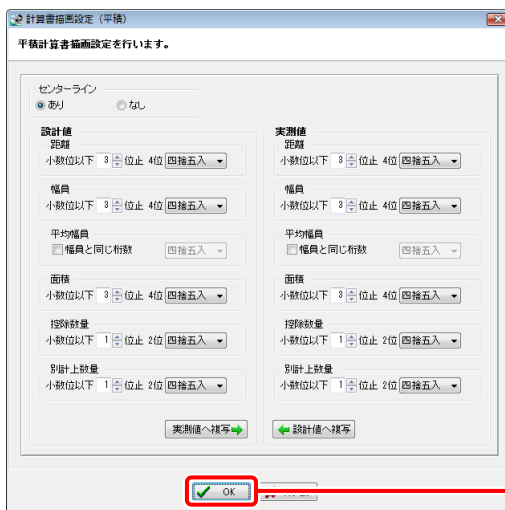 計算書描画設定（平積）
平積計算書描画設定を行います。
センターライン
あり なし
設計値
距離
小数位以下 3 位止 4位 四捨五入
幅員
小数位以下 3 位止 4位 四捨五入
平均幅員
幅員と同じ桁数 四捨五入
面積
小数位以下 3 位止 4位 四捨五入
控除数量
小数位以下 1 位止 2位 四捨五入
別計上数量
小数位以下 1 位止 2位 四捨五入
実測値へ複写
実測値
距離
小数位以下 3 位止 4位 四捨五入
幅員
小数位以下 3 位止 4位 四捨五入
平均幅員
幅員と同じ桁数 四捨五入
面積
小数位以下 3 位止 4位 四捨五入
控除数量
小数位以下 1 位止 2位 四捨五入
別計上数量
小数位以下 1 位止 2位 四捨五入
設計値へ複写
OK